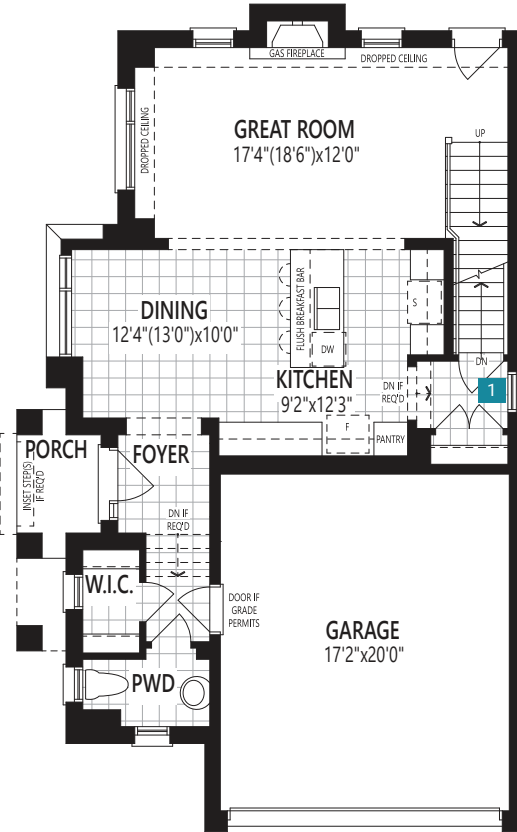 GAS FIREPLACE
DROPPED CEILING
DROPPED CEILING
GREAT ROOM
17'4"(18'6")x12'0"
UP
DINING
12'4"(13'0")x10'0"
FLUSH BREAKFAST BAR
S
DW
KITCHEN
9'2"x12'3"
DN IF
REQ'D
DN
1
F
PANTRY
PORCH
INSET STEP(S)
IF REQ'D
FOYER
DN IF
REQ'D
W.I.C.
DOOR IF
GRADE
PERMITS
GARAGE
17'2"x20'0"
PWD